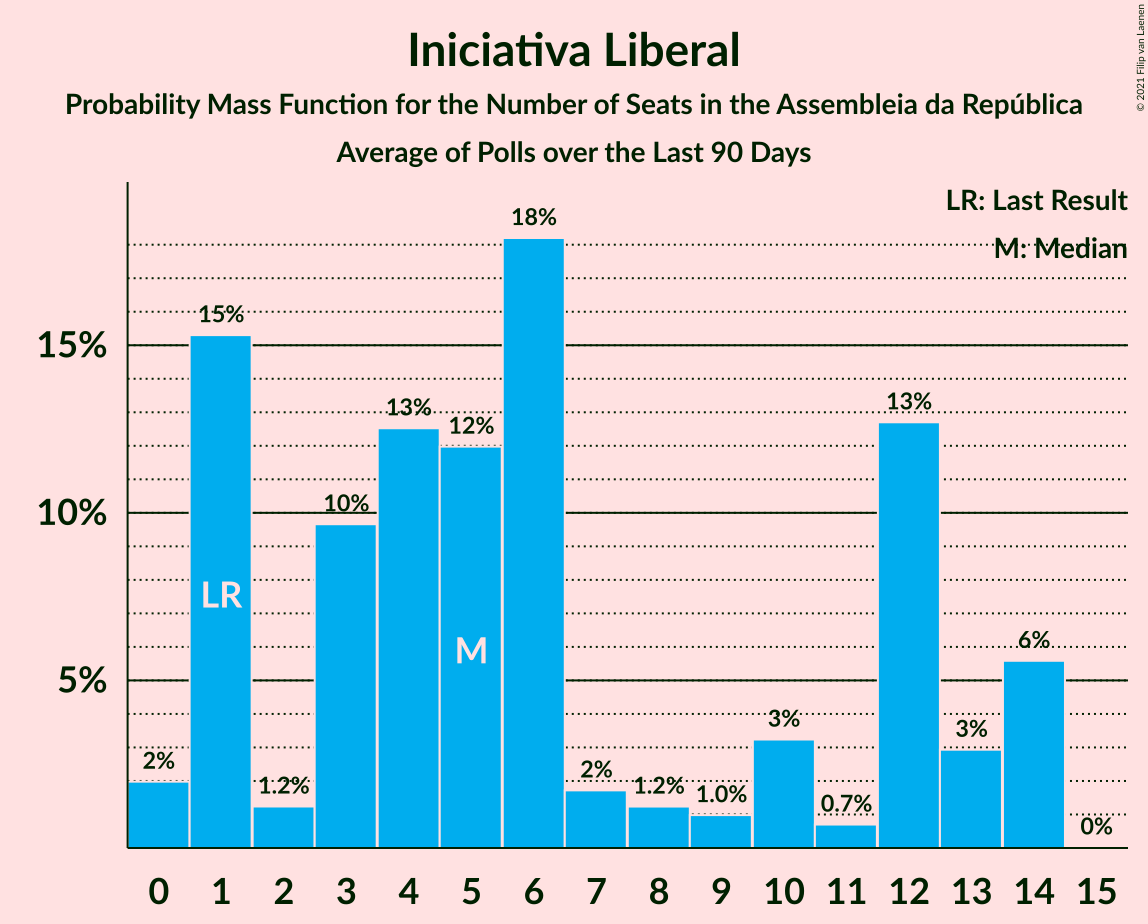 Iniciativa Liberal
Probability Mass Function for the Number of Seats in the Assembleia da República
Average of Polls over the Last 90 Days
© 2021 Filip van Laenen
LR: Last Result
M: Median
18%
15%
13%
12%
10%
13%
2%
1.2%
2%
1.2%
1.0%
3%
0.7%
3%
6%
0%
LR
M
15%
10%
5%
0 1 2 3 4 5 6 7 8 9 10 11 12 13 14 15